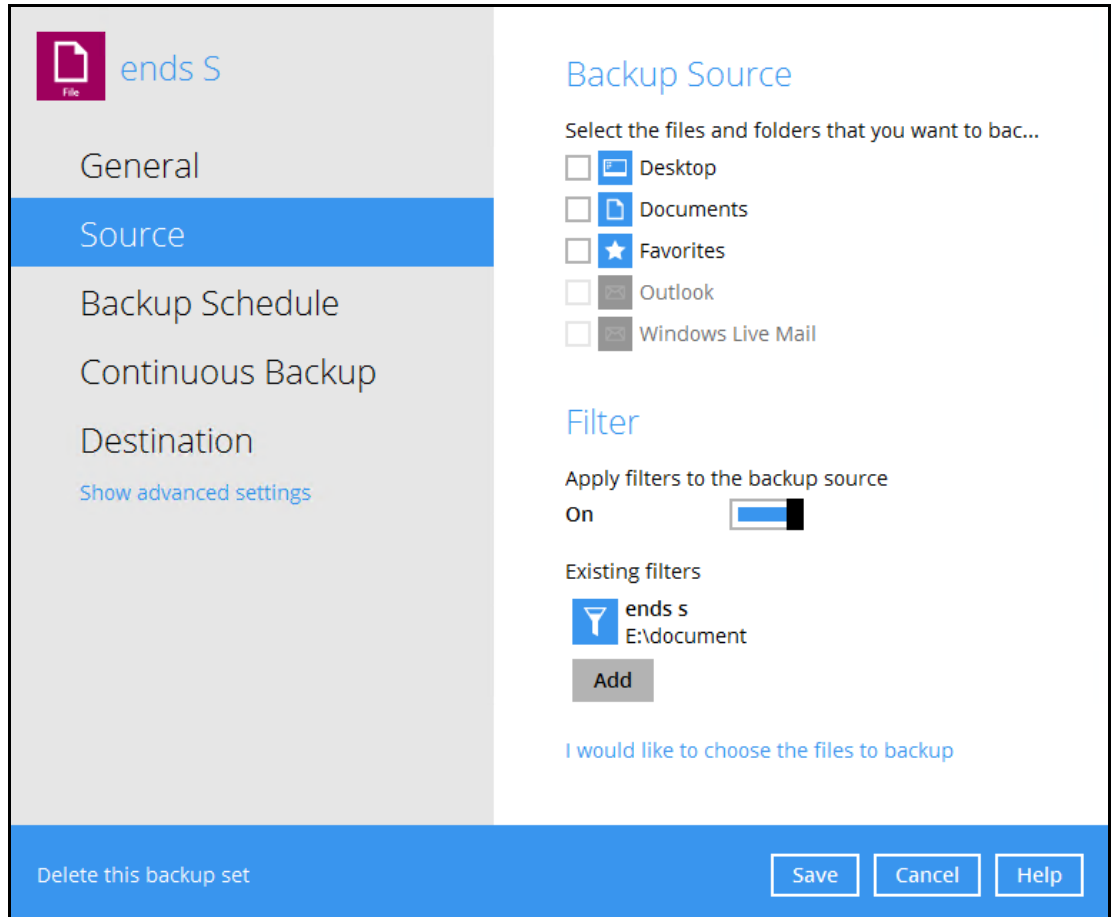 File
ends S
General
Source
Backup Schedule
Continuous Backup
Destination
Show advanced settings
Backup Source
Select the files and folders that you want to bac...
Desktop
Documents
Favorites
Outlook
Windows Live Mail
Filter
Apply filters to the backup source
On
Existing filters
ends s
E:\document
Add
I would like to choose the files to backup
Delete this backup set
Save
Cancel
Help